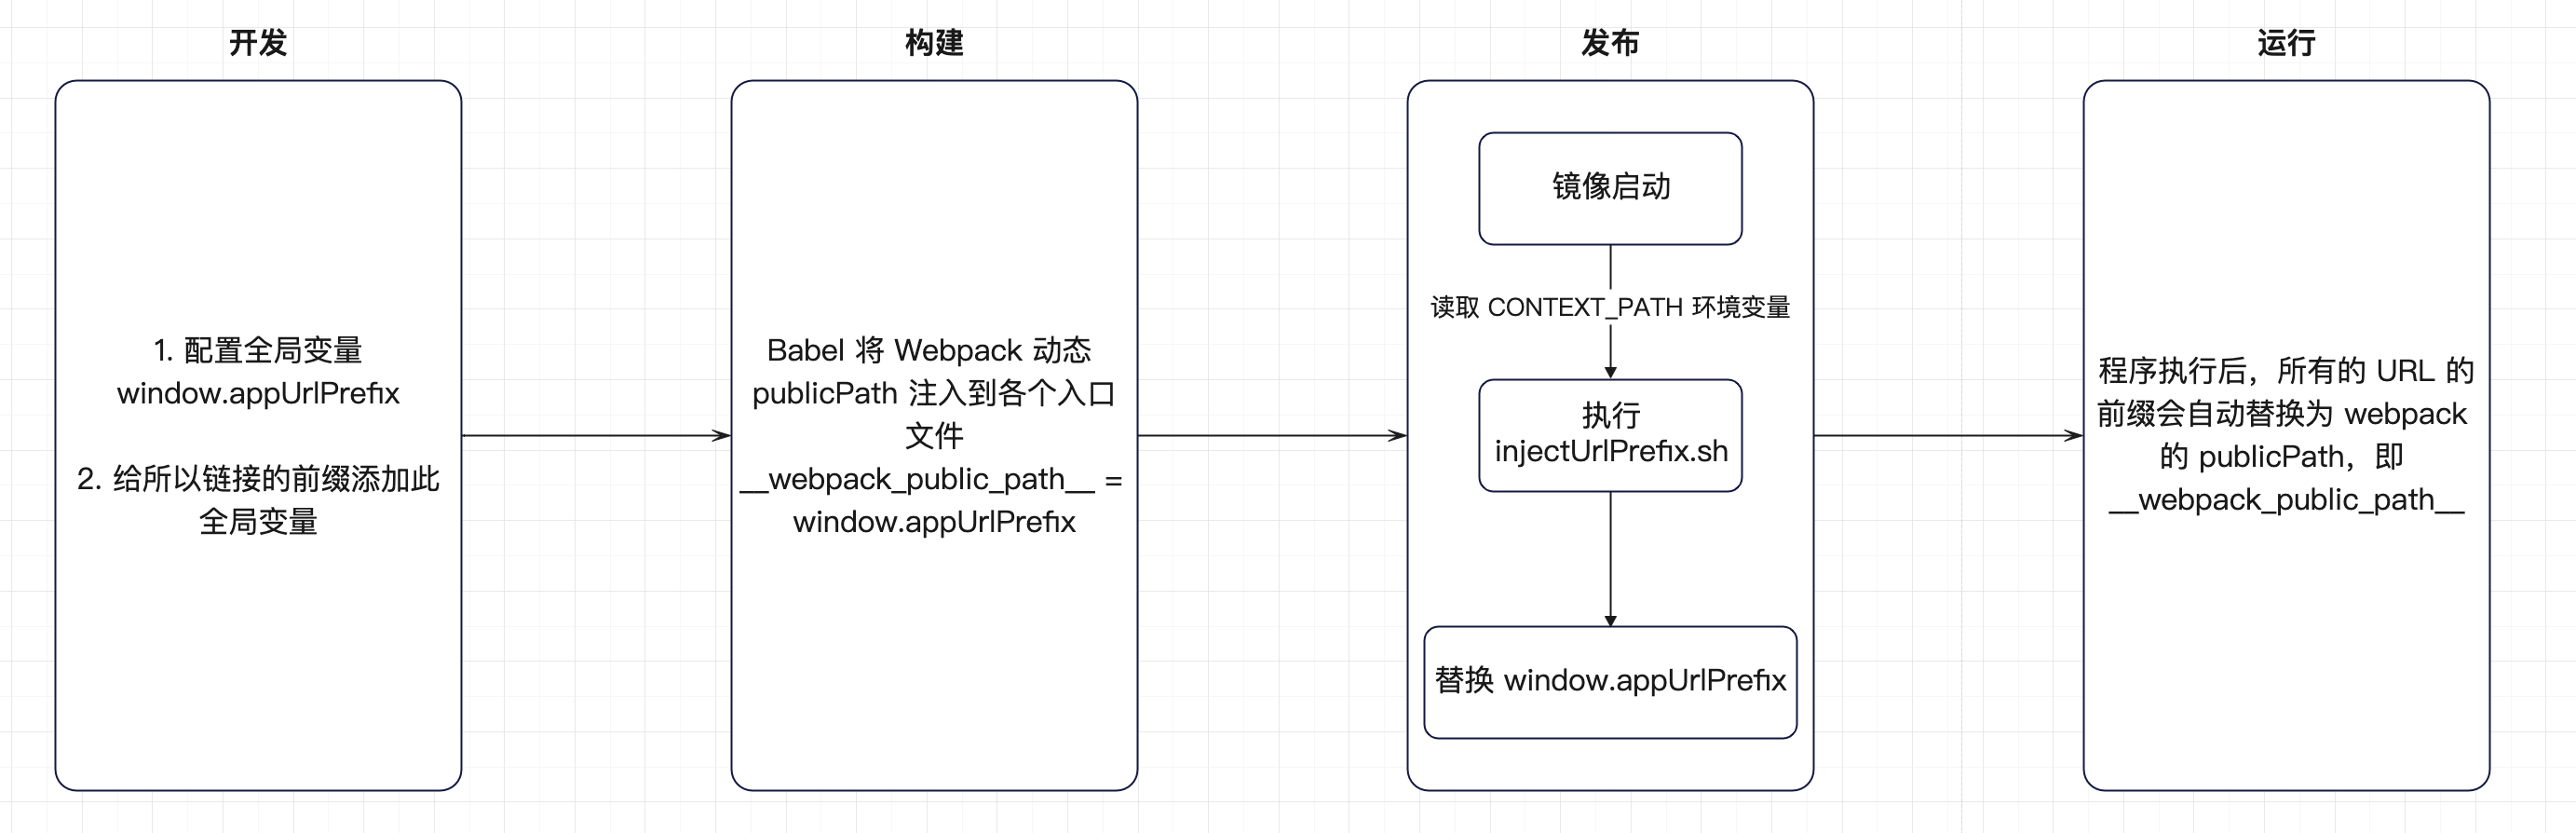 开发
1. 配置全局变量
window.appUrlPrefix
2. 给所以链接的前缀添加此
全局变量
构建
Babel 将 Webpack 动态
publicPath 注入到各个入口
文件
__webpack_public_path__ =
window.appUrlPrefix
发布
镜像启动
读取 CONTEXT_PATH 环境变量
执行
injectUrlPrefix.sh
替换 window.appUrlPrefix
运行
程序执行后，所有的 URL 的
前缀会自动替换为 webpack
的 publicPath，即
__webpack_public_path__